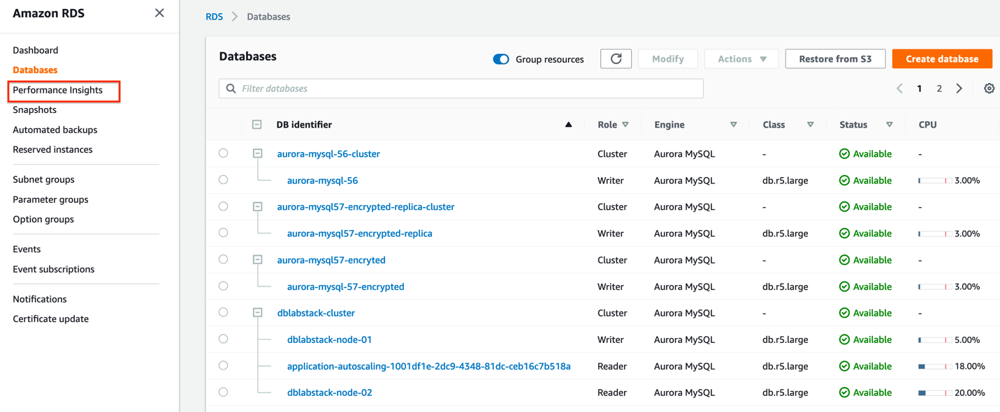 Amazon RDS
Dashboard
Databases
Performance Insights
Snapshots
Automated backups
Reserved instances
Subnet groups
Parameter groups
Option groups
Events
Event subscriptions
Notifications
Certificate update
RDS Databases
Databases Group resources Modify Actions Restore from S3 Create database
Filter databases 1 2
DB identifier Role Engine Class Status CPU
aurora-mysql-56-cluster Cluster Aurora MySQL - Available -
aurora-mysql-56 Writer Aurora MySQL db.r5.large Available 3.00%
aurora-mysql57-encrypted-replica-cluster Cluster Aurora MySQL - Available -
aurora-mysql57-encrypted-replica Writer Aurora MySQL db.r5.large Available 3.00%
aurora-mysql57-encryted Cluster Aurora MySQL - Available -
aurora-mysql-57-encrypted Writer Aurora MySQL db.r5.large Available 3.00%
dblabstack-cluster Cluster Aurora MySQL - Available -
dblabstack-node-01 Writer Aurora MySQL db.r5.large Available 5.00%
application-autoscaling-1001df1e-2dc9-4348-81dc-ceb16c7b518a Reader Aurora MySQL db.r5.large Available 18.00%
dblabstack-node-02 Reader Aurora MySQL db.r5.large Available 20.00%